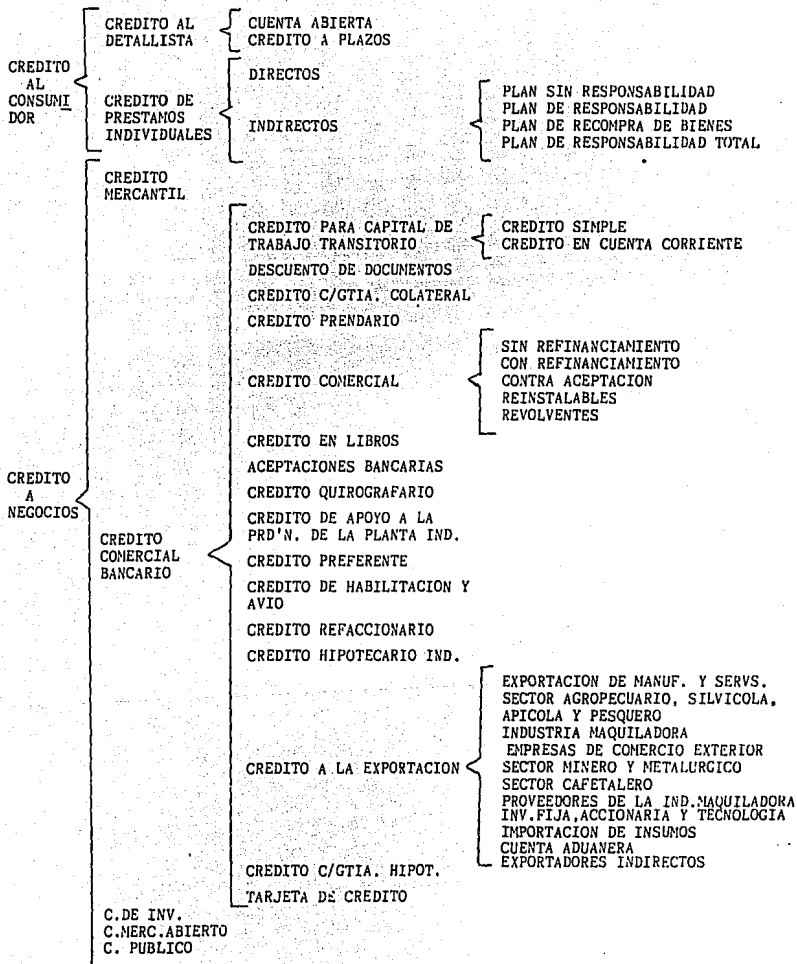 CREDITO AL
DETALLISTA
CUENTA ABIERTA
CREDITO A PLAZOS
CREDITO
AL
CONSUMI
DOR
CREDITO DE
PRESTAMOS
INDIVIDUALES
DIRECTOS
INDIRECTOS
PLAN SIN RESPONSABILIDAD
PLAN DE RESPONSABILIDAD
PLAN DE RECOMPRA DE BIENES
PLAN DE RESPONSABILIDAD TOTAL
CREDITO
MERCANTIL
CREDITO PARA CAPITAL DE
TRABAJO TRANSITORIO
CREDITO SIMPLE
CREDITO EN CUENTA CORRIENTE
DESCUENTO DE DOCUMENTOS
CREDITO C/GTIA. COLATERAL
CREDITO PRENDARIO
CREDITO COMERCIAL
SIN REFINANCIAMIENTO
CON REFINANCIAMIENTO
CONTRA ACEPTACION
REINSTALABLES
REVOLVENTES
CREDITO EN LIBROS
ACEPTACIONES BANCARIAS
CREDITO QUIROGRAFARIO
CREDITO
A
NEGOCIOS
CREDITO
COMERCIAL
BANCARIO
CREDITO DE APOYO A LA
PRD'N. DE LA PLANTA IND.
CREDITO PREFERENTE
CREDITO DE HABILITACION Y
AVIO
CREDITO REFACCIONARIO
CREDITO HIPOTECARIO IND.
CREDITO A LA EXPORTACION
EXPORTACION DE MANUF. Y SERVS.
SECTOR AGROPECUARIO, SILVICOLA,
APICOLA Y PESQUERO
INDUSTRIA MAQUILADORA
EMPRESAS DE COMERCIO EXTERIOR
SECTOR MINERO Y METALURGICO
SECTOR CAFETALERO
PROVEEDORES DE LA IND.MAQUILADORA
INV.FIJA,ACCIONARIA Y TECNOLOGIA
IMPORTACION DE INSUMOS
CUENTA ADUANERA
EXPORTADORES INDIRECTOS
CREDITO C/GTIA. HIPOT.
TARJETA DE CREDITO
C.DE INV.
C.MERC.ABIERTO
C. PUBLICO